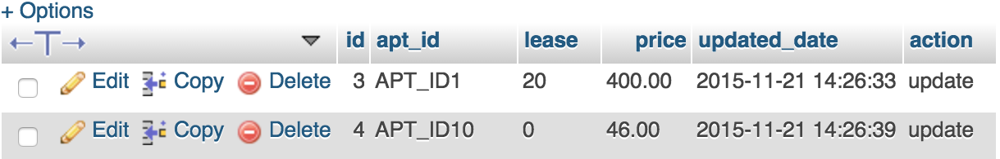 + Options
←T→ ▼ id apt_id lease price updated_date action
Edit Copy Delete 3 APT_ID1 20 400.00 2015-11-21 14:26:33 update
Edit Copy Delete 4 APT_ID10 0 46.00 2015-11-21 14:26:39 update